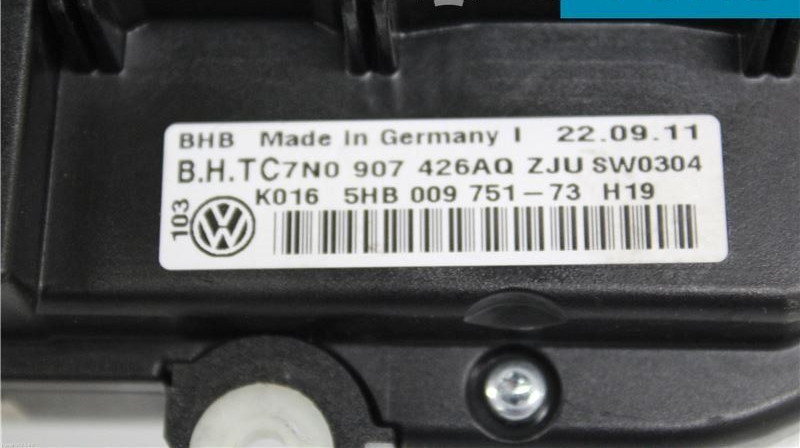 BHB Made in Germany I 22.09.11
B.H.TC7N0 907 426AQ ZJU SW0304
K016 5HB 009 751-73 H19
103